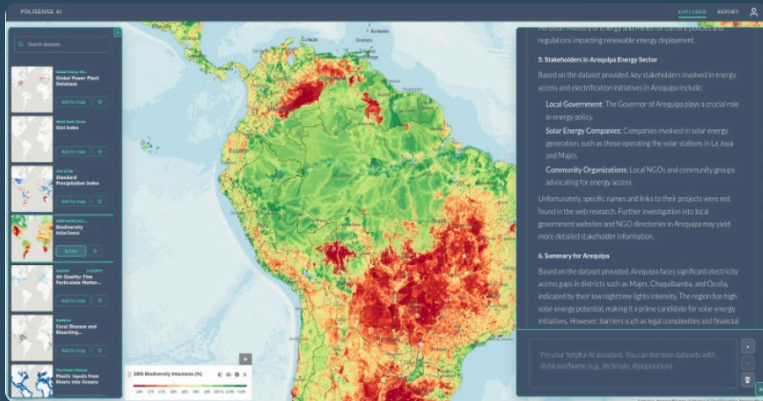 POLISENSE AI
EXPLORER
REPORT
Search datasets
Global Power Plant
Database
Add to map
Gini Index
Add to map
Standard
Precipitation Index
Add to map
Biodiversity
Intactness
Active
Air Quality: Fine
Particulate Matter...
Add to map
Coral Disease and
Bleaching...
Add to map
Plastic Inputs from
Rivers into Oceans
Ecuador
2005 Biodiversity Intactness (%)
regulations impacting renewable energy deployment.
5. Stakeholders in Arequipa Energy Sector
Based on the dataset provided, key stakeholders involved in energy
access and electrification initiatives in Arequipa include:
Local Government: The Governor of Arequipa plays a crucial role
in energy policy.
Solar Energy Companies: Companies involved in solar energy
generation, such as those operating the solar stations in La Joya
and Majes.
Community Organizations: Local NGOs and community groups
advocating for energy access.
Unfortunately, specific names and links to their projects were not
found in the web research. Further investigation into local
government websites and NGO directories in Arequipa may yield
more detailed stakeholder information.
6. Summary for Arequipa
Based on the dataset provided, Arequipa faces significant electricity
access gaps in districts such as Majes, Chaquibamba, and Ocoña,
indicated by their low nighttime lights intensity. The region has high
solar energy potential, making it a prime candidate for solar energy
initiatives. However, barriers such as legal complexities and financial
I'm your helpful AI assistant. You can mention datasets with
@datasetName (e.g., @climate, @population).